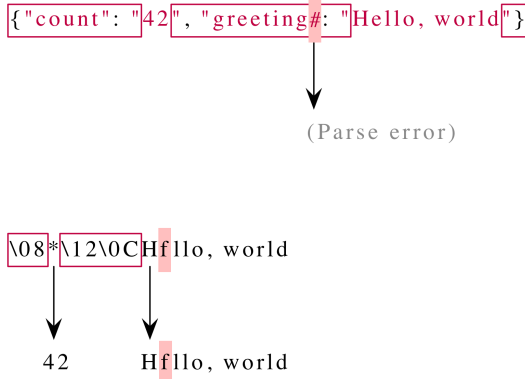 {"count": "42", "greeting#: "Hello, world"}
(Parse error)
\08*\12\0CHfllo, world
42 Hfllo, world